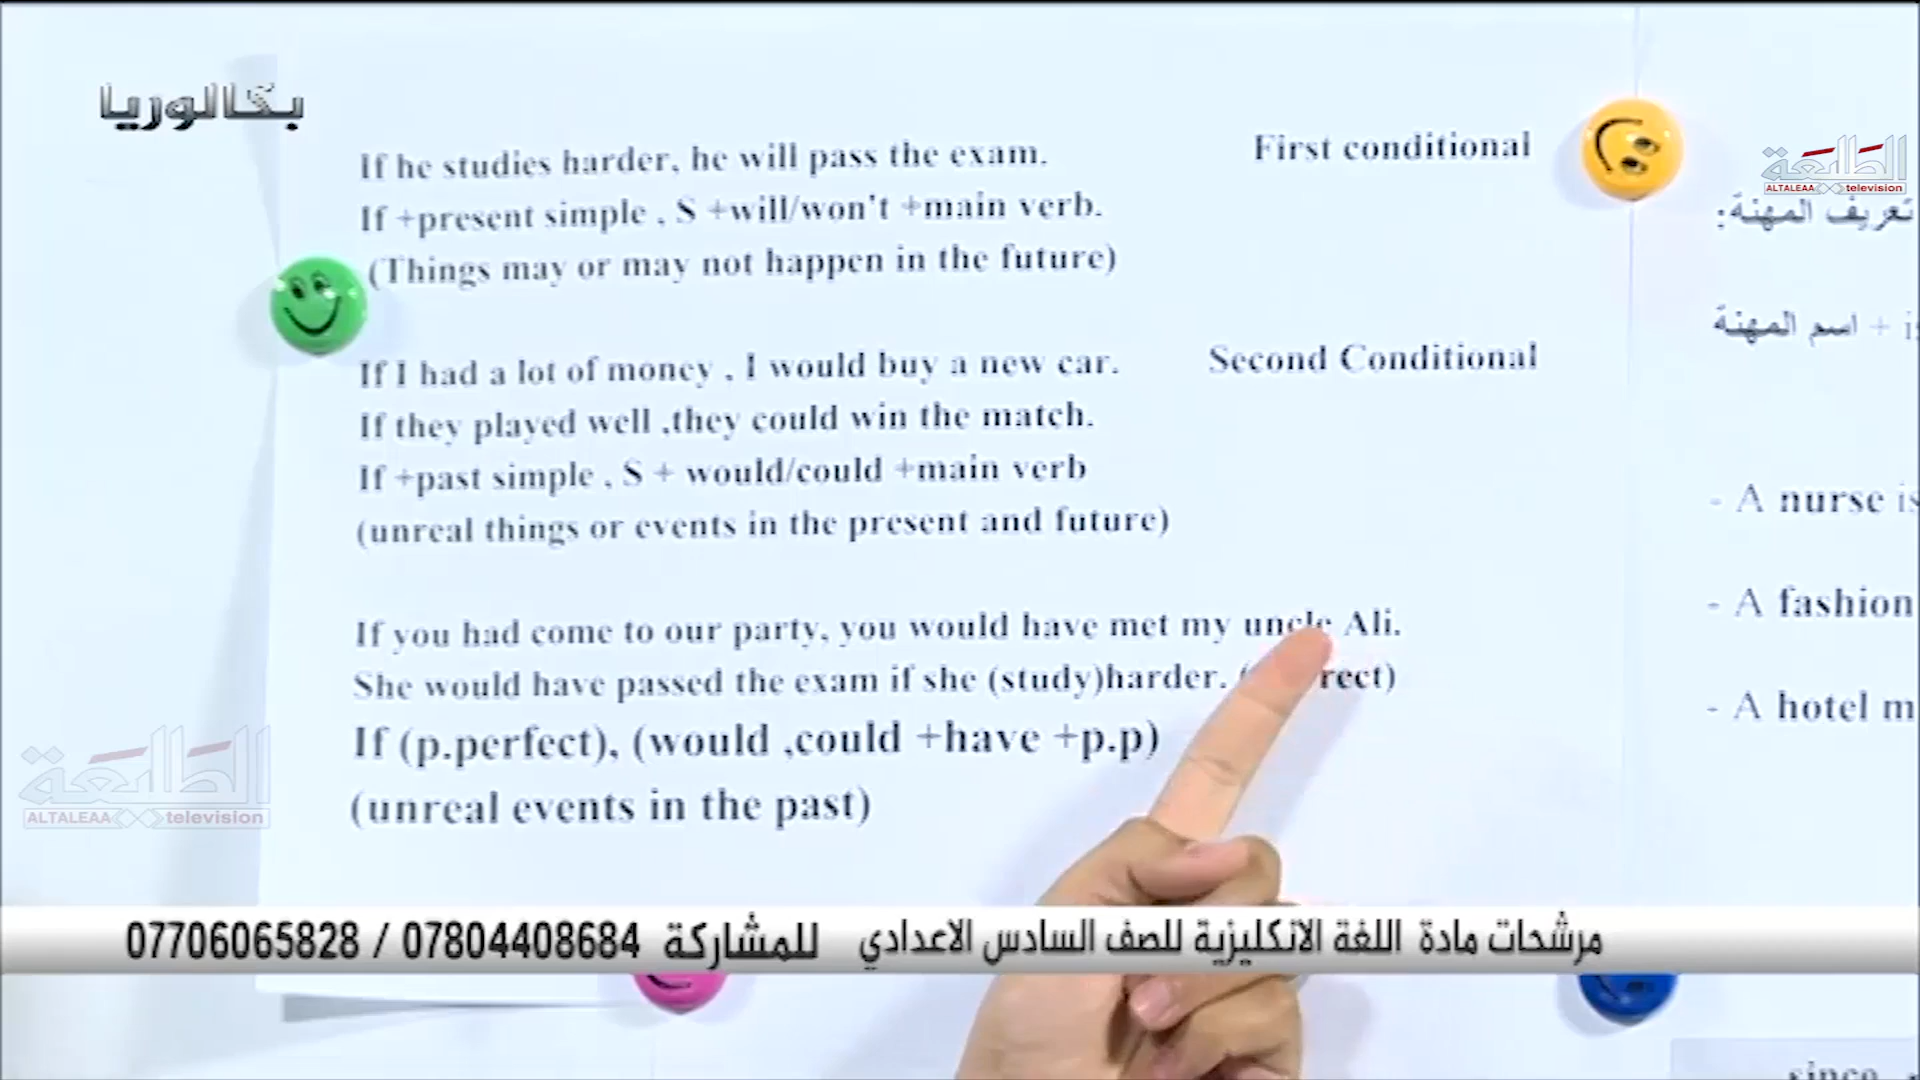 بكالوريا
If he studies harder, he will pass the exam.
First conditional
If +present simple , S +will/won't +main verb.
(Things may or may not happen in the future)
If I had a lot of money , I would buy a new car.
Second Conditional
If they played well ,they could win the match.
If +past simple , S + would/could +main verb
(unreal things or events in the present and future)
If you had come to our party, you would have met my uncle Ali.
She would have passed the exam if she (study)harder.
If (p.perfect), (would ,could +have +p.p)
(unreal events in the past)
الطليعة
ALTALEAA television
تعريف المهنة:
اسم المهنة +
- A nurse is
- A fashion
- A hotel
since
الطليعة
ALTALEAA television
مرشحات مادة اللغة الانكليزية للصف السادس الاعدادي للمشاركة 07804408684 / 07706065828